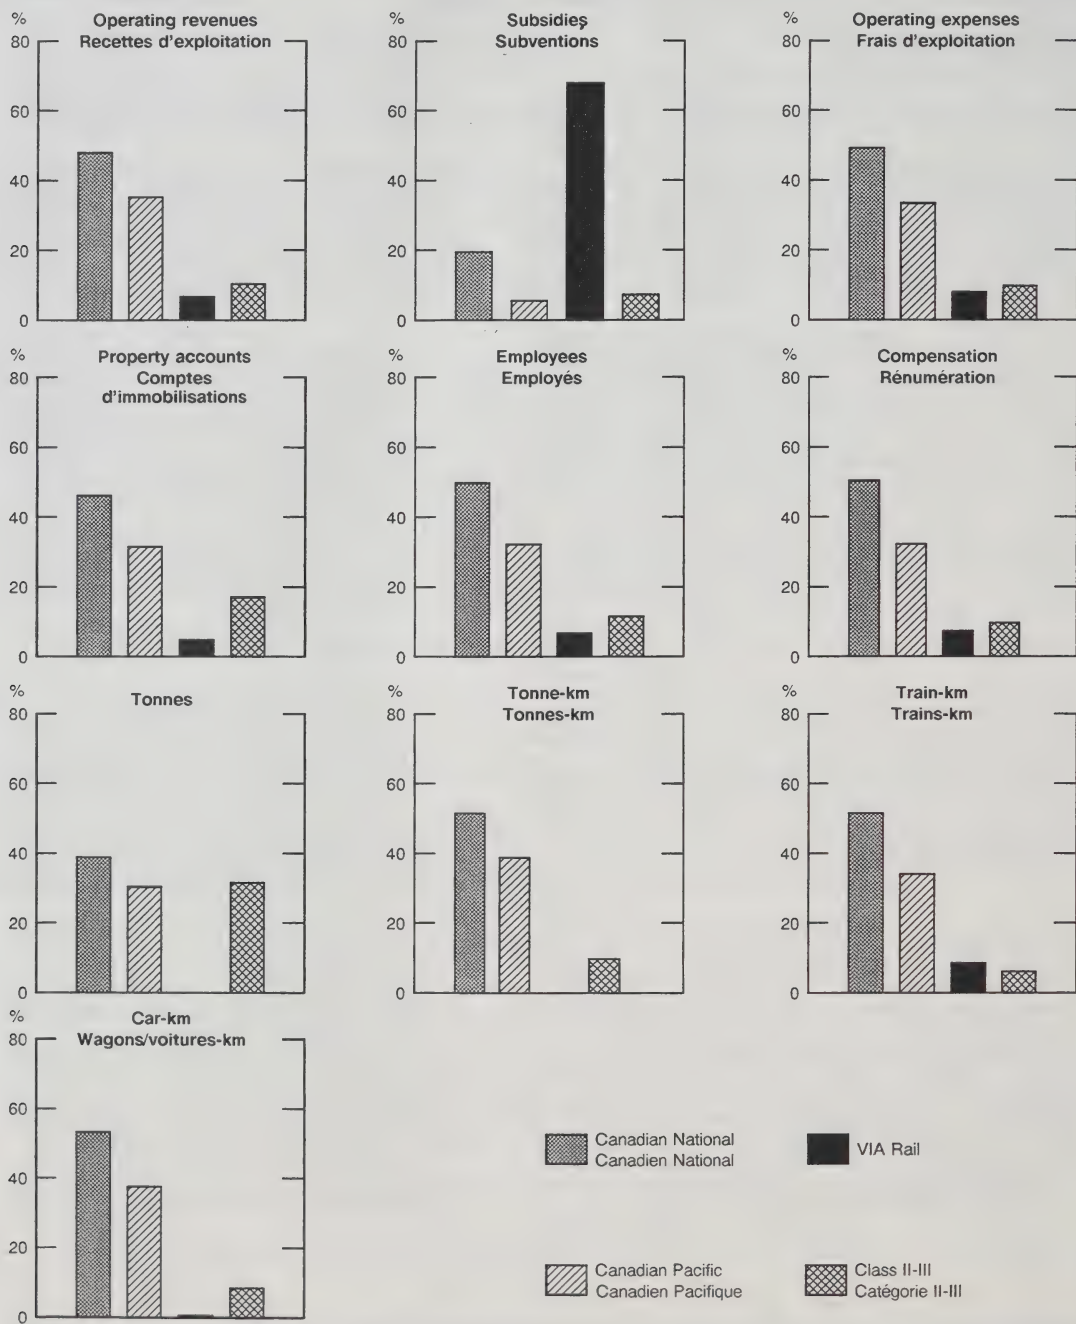 %
Operating revenues
Recettes d'exploitation
80
60
40
20
0
%
Subsidies
Subventions
80
60
40
20
0
%
Operating expenses
Frais d'exploitation
80
60
40
20
0
%
Property accounts
Comptes
d'immobilisations
80
60
40
20
0
%
Employees
Employés
80
60
40
20
0
%
Compensation
Rénumération
80
60
40
20
0
%
Tonnes
80
60
40
20
0
%
Tonne-km
Tonnes-km
80
60
40
20
0
%
Train-km
Trains-km
80
60
40
20
0
%
Car-km
Wagons/voitures-km
80
60
40
20
0
Canadian National
Canadien National
VIA Rail
Canadian Pacific
Canadien Pacifique
Class II-III
Catégorie II-III